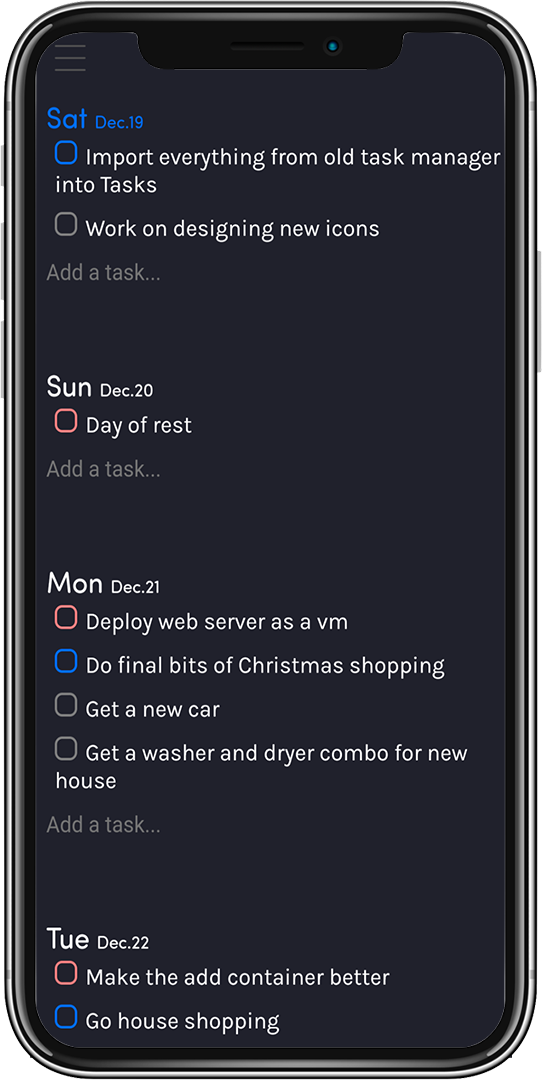 Sat Dec.19
Import everything from old task manager
into Tasks
Work on designing new icons
Add a task...
Sun Dec.20
Day of rest
Add a task...
Mon Dec.21
Deploy web server as a vm
Do final bits of Christmas shopping
Get a new car
Get a washer and dryer combo for new
house
Add a task...
Tue Dec.22
Make the add container better
Go house shopping